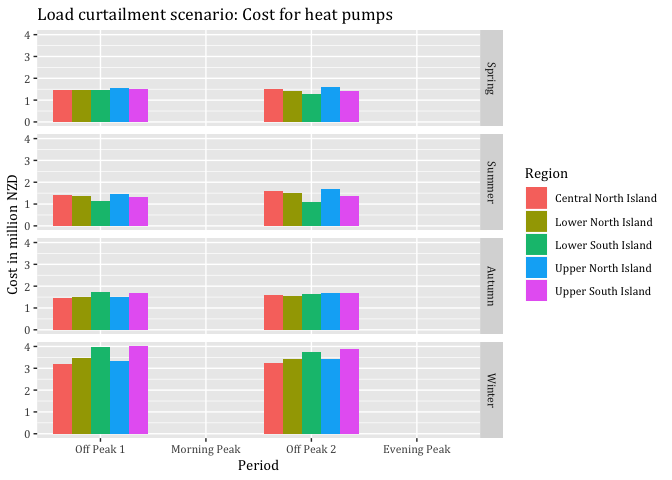 Load curtailment scenario: Cost for heat pumps
Cost in million NZD
4
3
2
1
0
Spring
4
3
2
1
0
Summer
4
3
2
1
0
Autumn
4
3
2
1
0
Winter
Off Peak 1
Morning Peak
Off Peak 2
Evening Peak
Period
Region
Central North Island
Lower North Island
Lower South Island
Upper North Island
Upper South Island